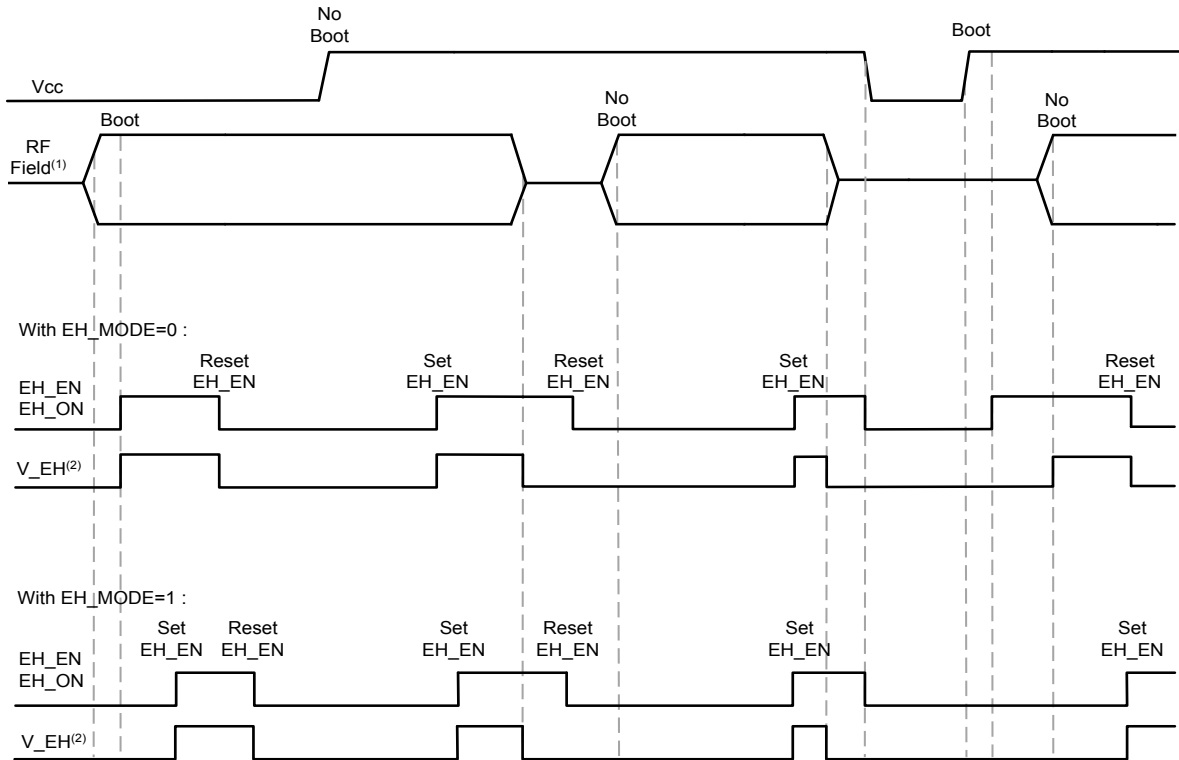 No
Boot
Boot
Vcc
Boot
No
Boot
No
Boot
RF
Field(1)
With EH_MODE=0 :
Reset
EH_EN
Set
EH_EN
Reset
EH_EN
Set
EH_EN
Reset
EH_EN
EH_EN
EH_ON
V_EH(2)
With EH_MODE=1 :
Set
EH_EN
Reset
EH_EN
Set
EH_EN
Reset
EH_EN
Set
EH_EN
Set
EH_EN
EH_EN
EH_ON
V_EH(2)